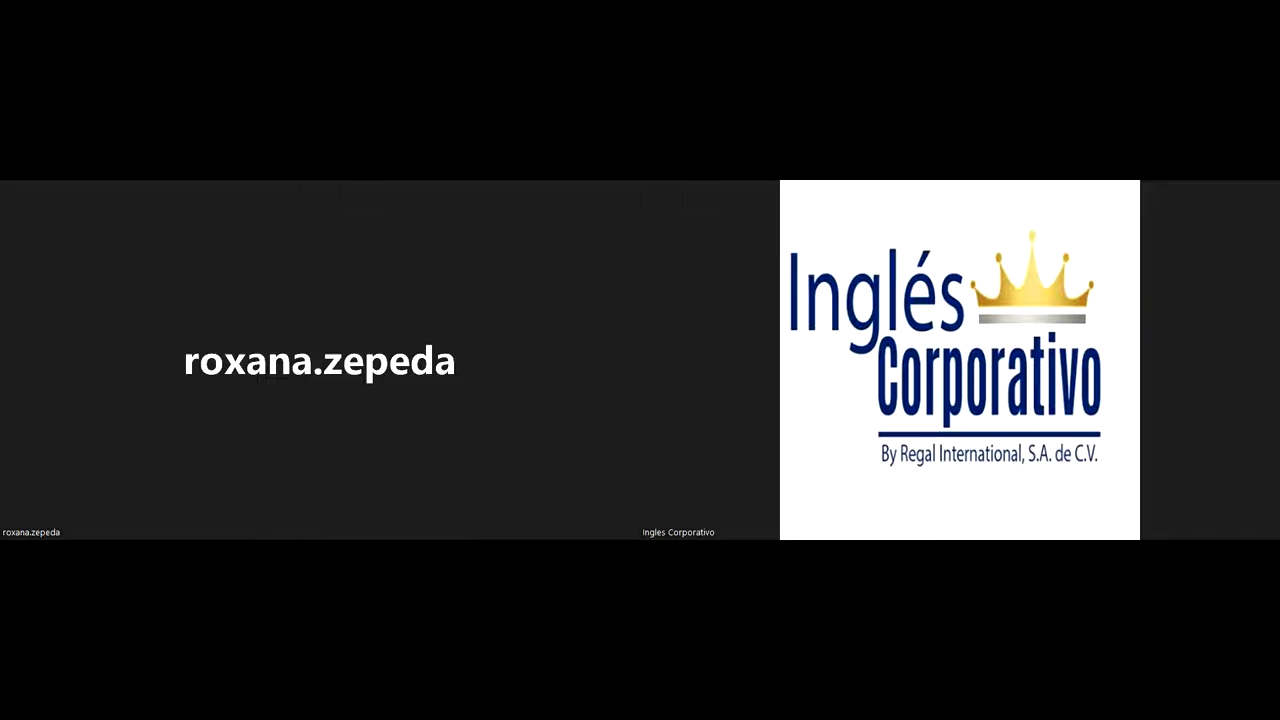 roxana.zepeda
roxana.zepeda
Inglés
Corporativo
By Regal International, S.A. de C.V.
Ingles Corporativo